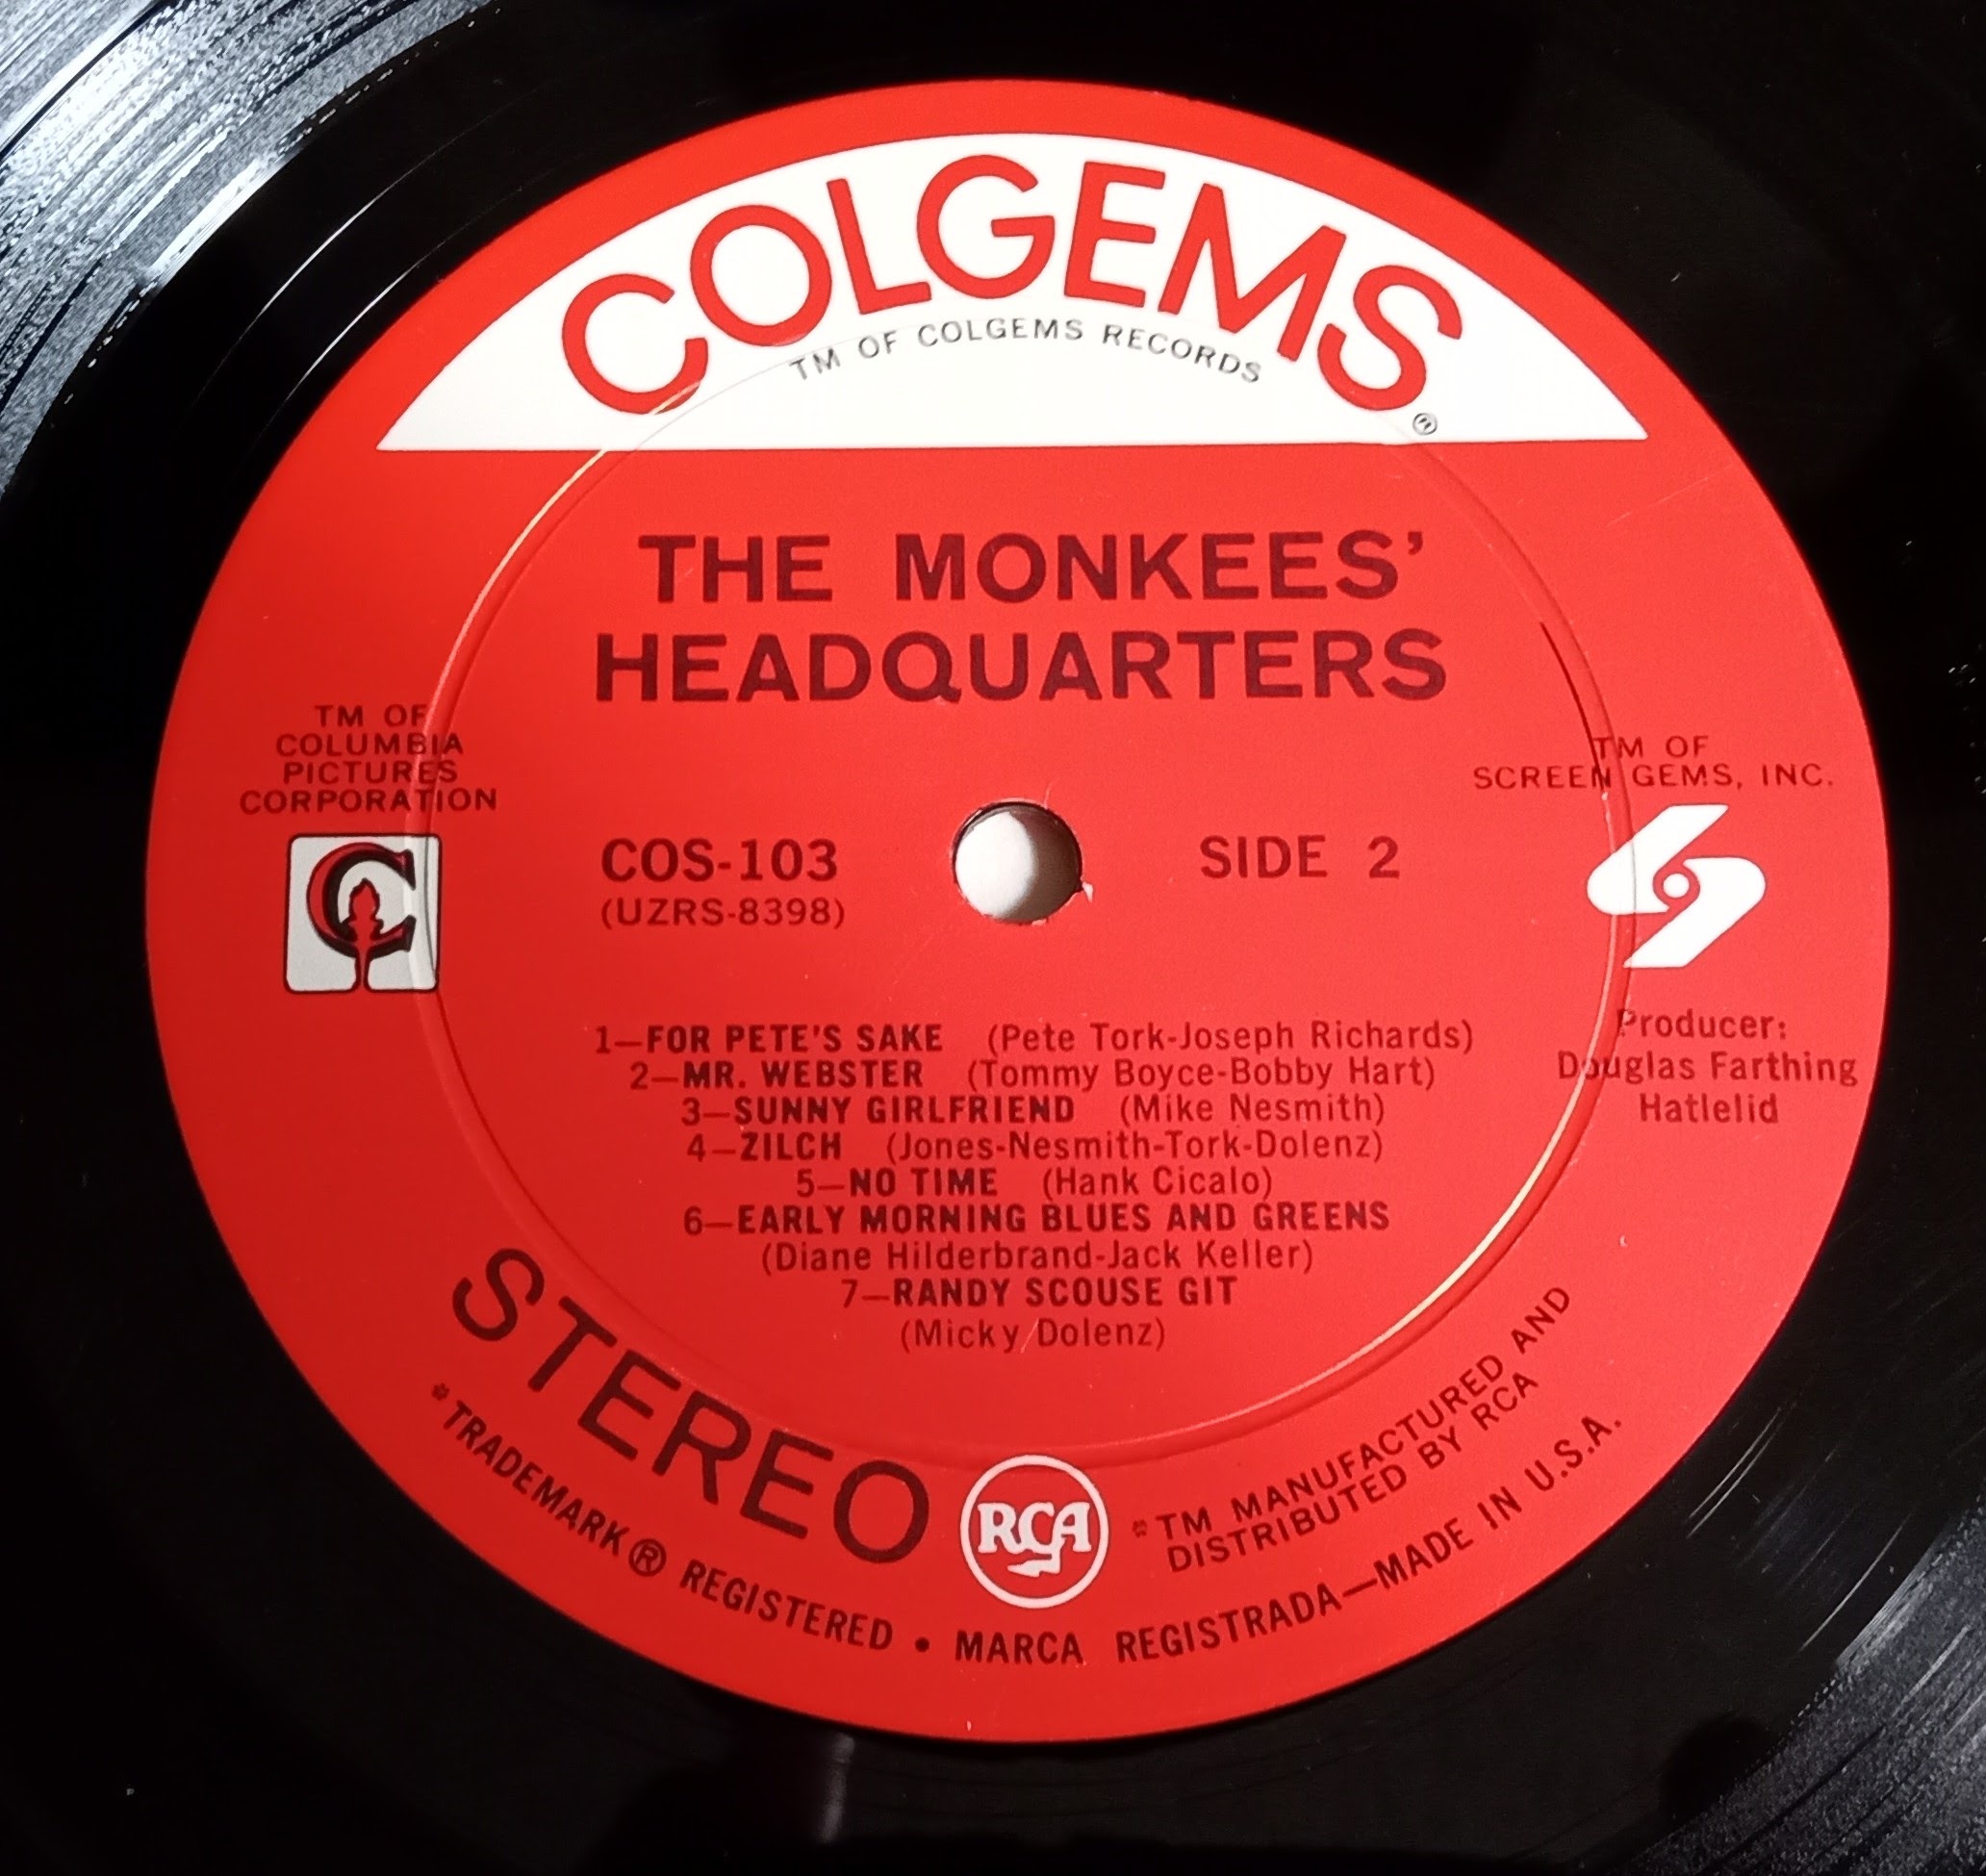 COLGEMS
TM OF COLGEMS RECORDS
®
THE MONKEES’
HEADQUARTERS
TM OF
COLUMBIA
PICTURES
CORPORATION
TM OF
SCREEN GEMS, INC.
C
COS-103
(UZRS-8398)
SIDE 2
1—FOR PETE'S SAKE (Pete Tork-Joseph Richards)
2—MR. WEBSTER (Tommy Boyce-Bobby Hart)
3—SUNNY GIRLFRIEND (Mike Nesmith)
4—ZILCH (Jones-Nesmith-Tork-Dolenz)
5—NO TIME (Hank Cicalo)
6—EARLY MORNING BLUES AND GREENS
(Diane Hilderbrand-Jack Keller)
7—RANDY SCOUSE GIT
(Micky Dolenz)
Producer:
Douglas Farthing
Hatlelid
STEREO
RCA
*TM MANUFACTURED AND
DISTRIBUTED BY RCA
*TRADEMARK ® REGISTERED • MARCA REGISTRADA—MADE IN U.S.A.